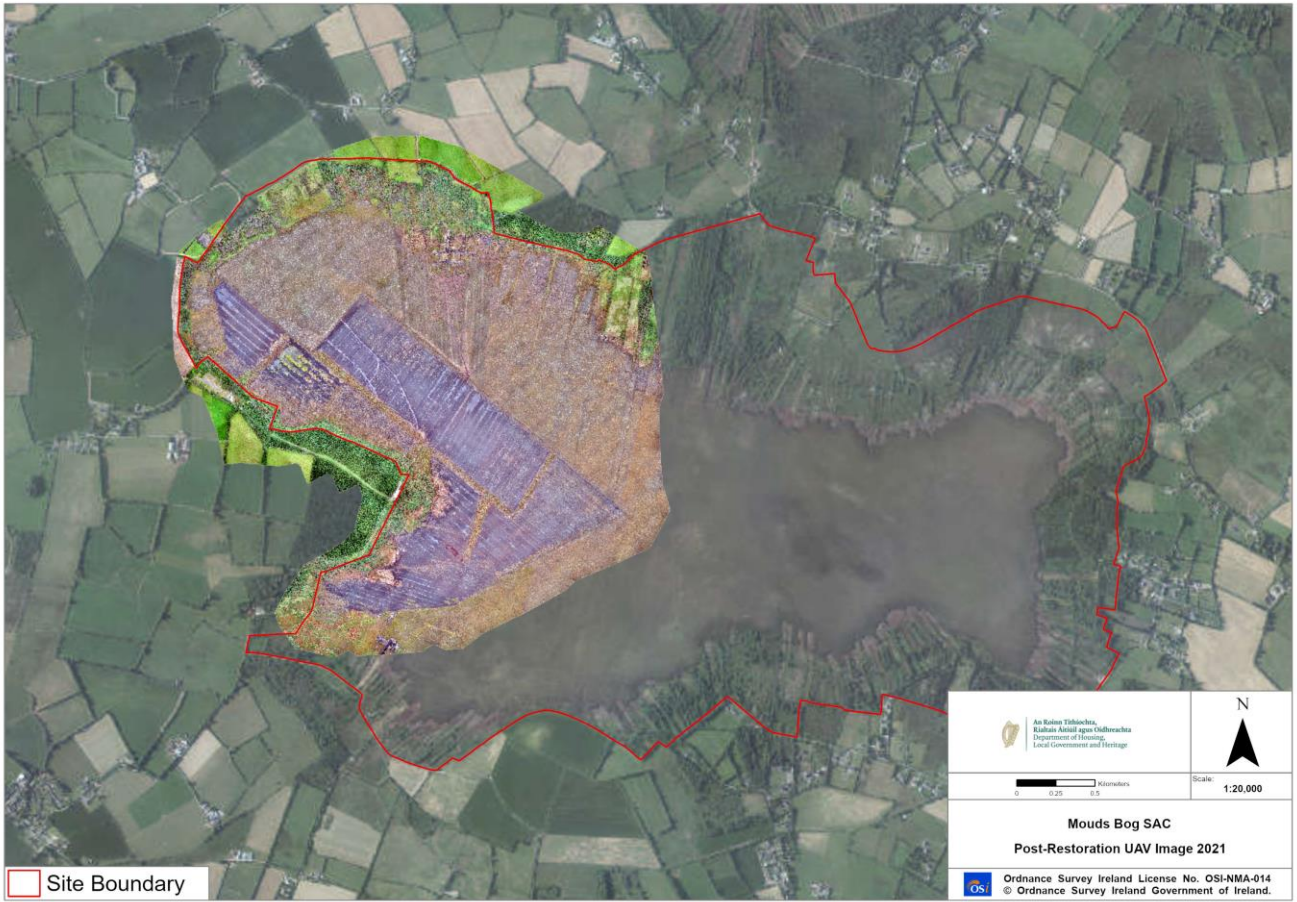 An Roinn Tithíochta,
Rialtais Áitiúil agus Oidhreachta
Department of Housing,
Local Government and Heritage
N
Kilometers
0 0.25 0.5
Scale:
1:20,000
Mouds Bog SAC
Post-Restoration UAV Image 2021
Site Boundary
OSi
Ordnance Survey Ireland License No. OSI-NMA-014
© Ordnance Survey Ireland Government of Ireland.